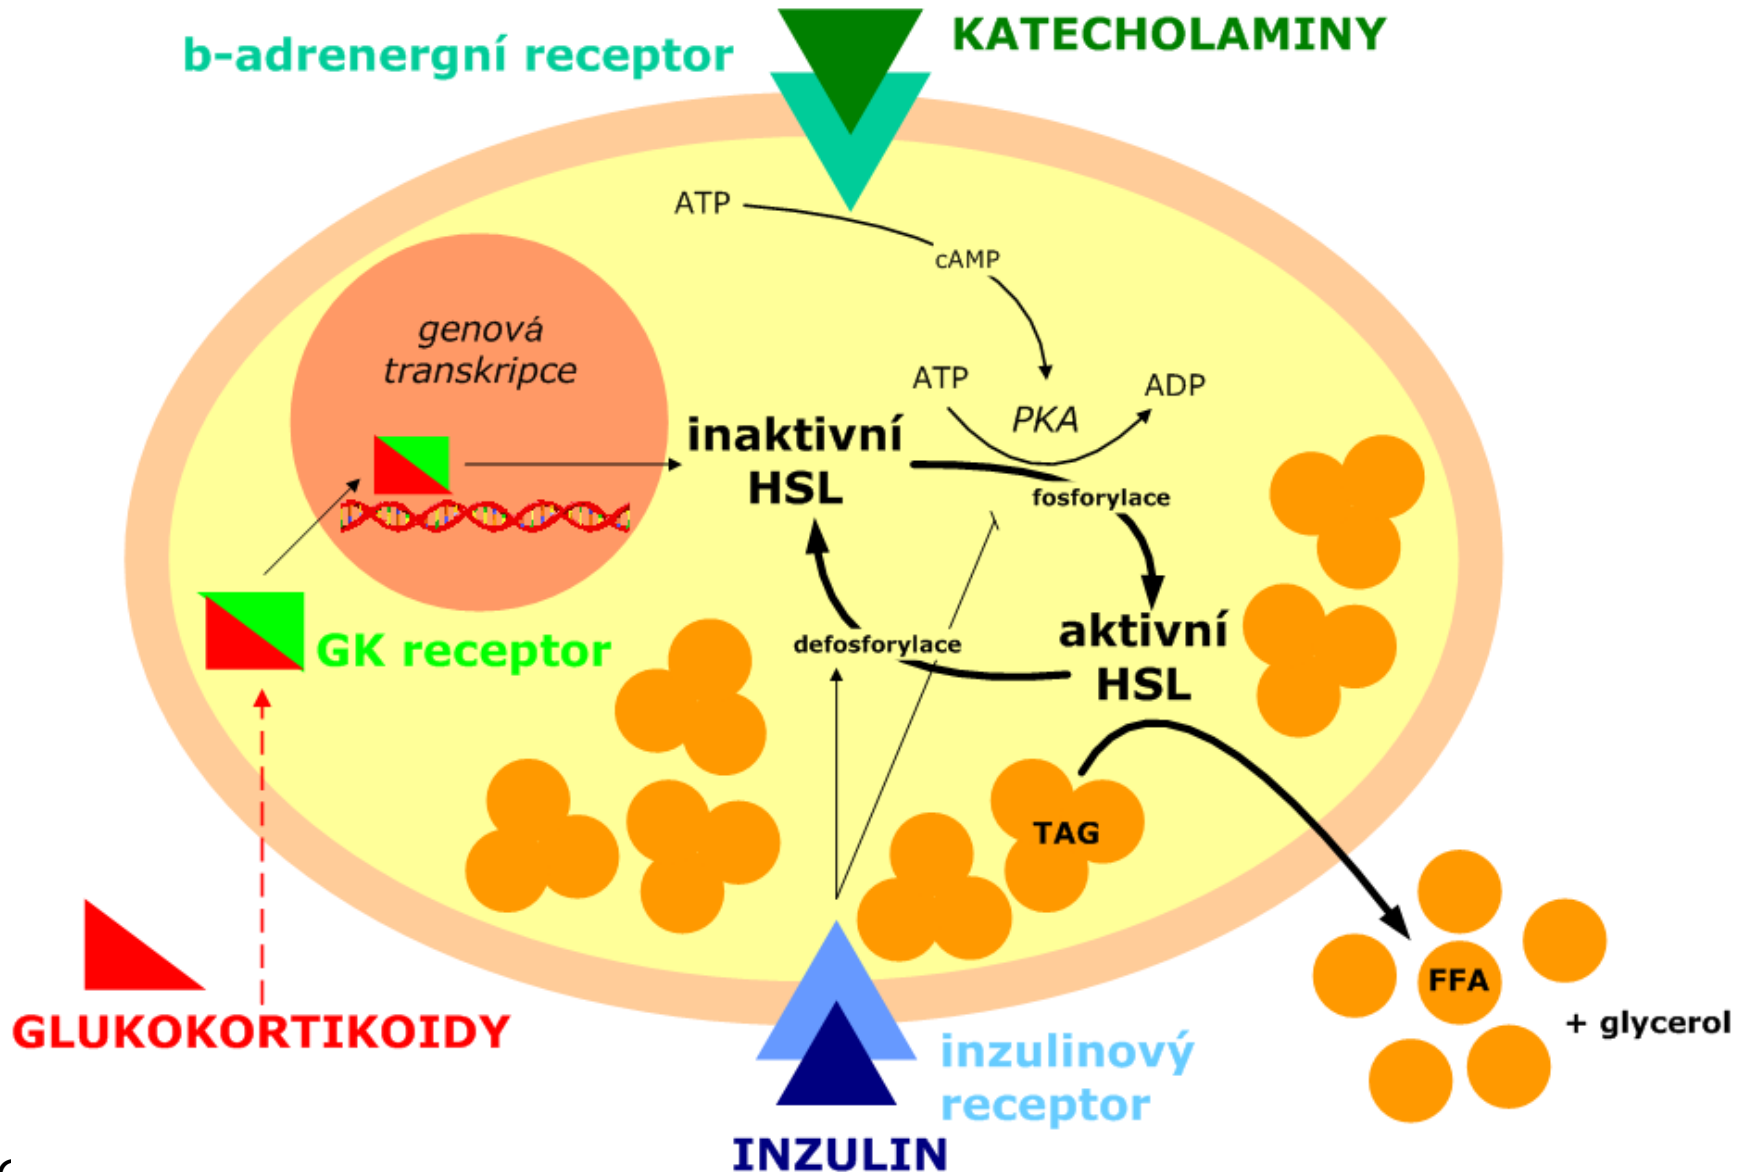 b-adrenergní receptor
KATECHOLAMINY
ATP
cAMP
genová
transkripce
ATP
PKA
ADP
inaktivní
HSL
fosforylace
GK receptor
defosforylace
aktivní
HSL
TAG
FFA
+ glycerol
GLUKOKORTIKOIDY
inzulinový
receptor
INZULIN